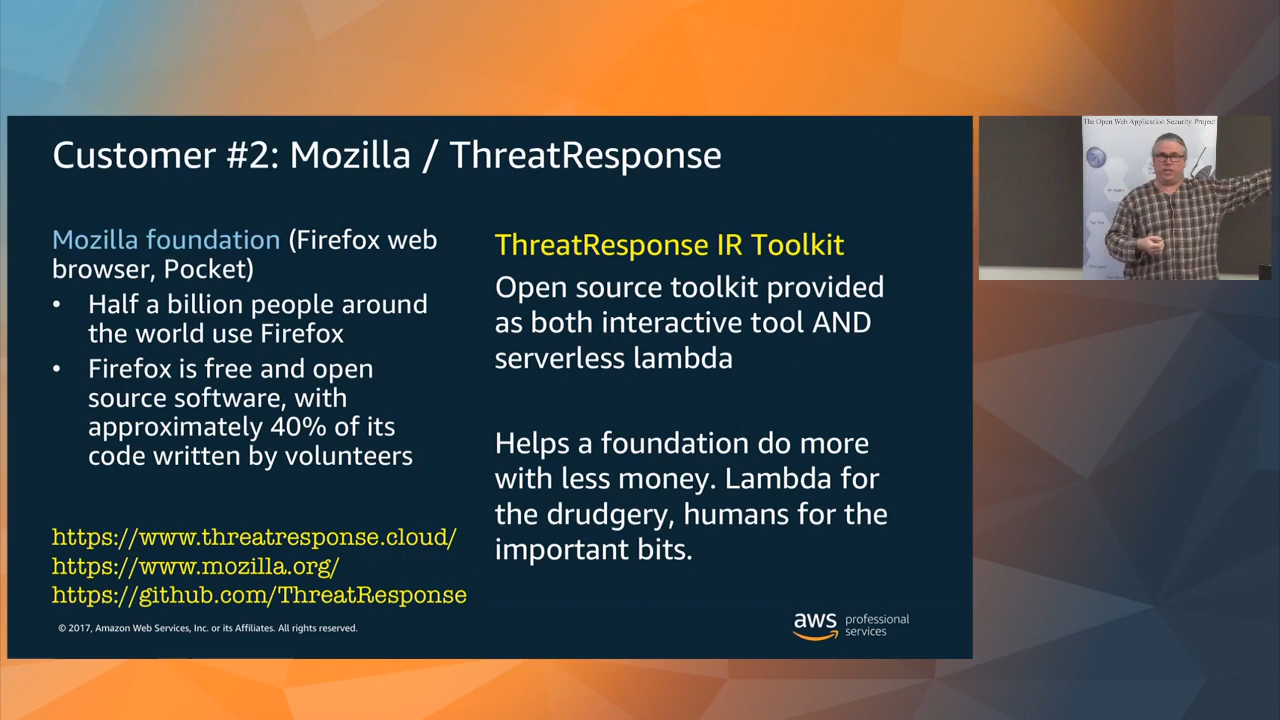 Customer #2: Mozilla / ThreatResponse
Mozilla foundation (Firefox web
browser, Pocket)
• Half a billion people around
the world use Firefox
• Firefox is free and open
source software, with
approximately 40% of its
code written by volunteers
https://www.threatresponse.cloud/
https://www.mozilla.org/
https://github.com/ThreatResponse
© 2017, Amazon Web Services, Inc. or its Affiliates. All rights reserved.
ThreatResponse IR Toolkit
Open source toolkit provided
as both interactive tool AND
serverless lambda
Helps a foundation do more
with less money. Lambda for
the drudgery, humans for the
important bits.
aws professional
services
The Open Web Application Security Project